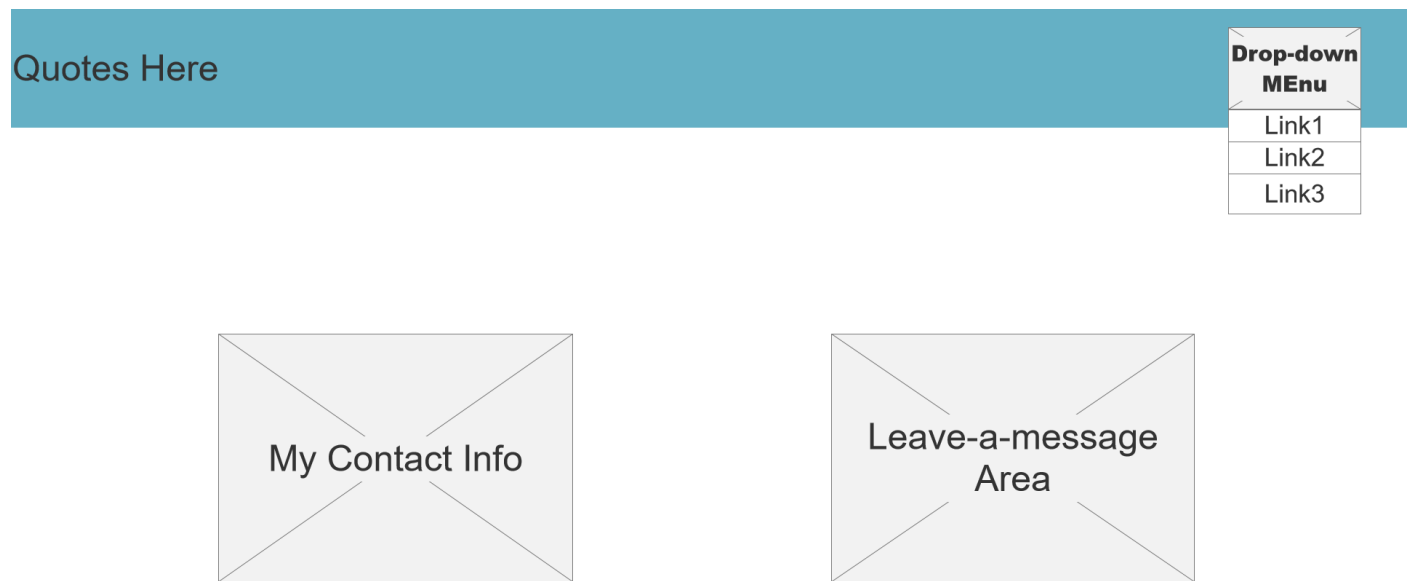 Quotes Here
Drop-down
MEnu
Link1
Link2
Link3
My Contact Info
Leave-a-message
Area